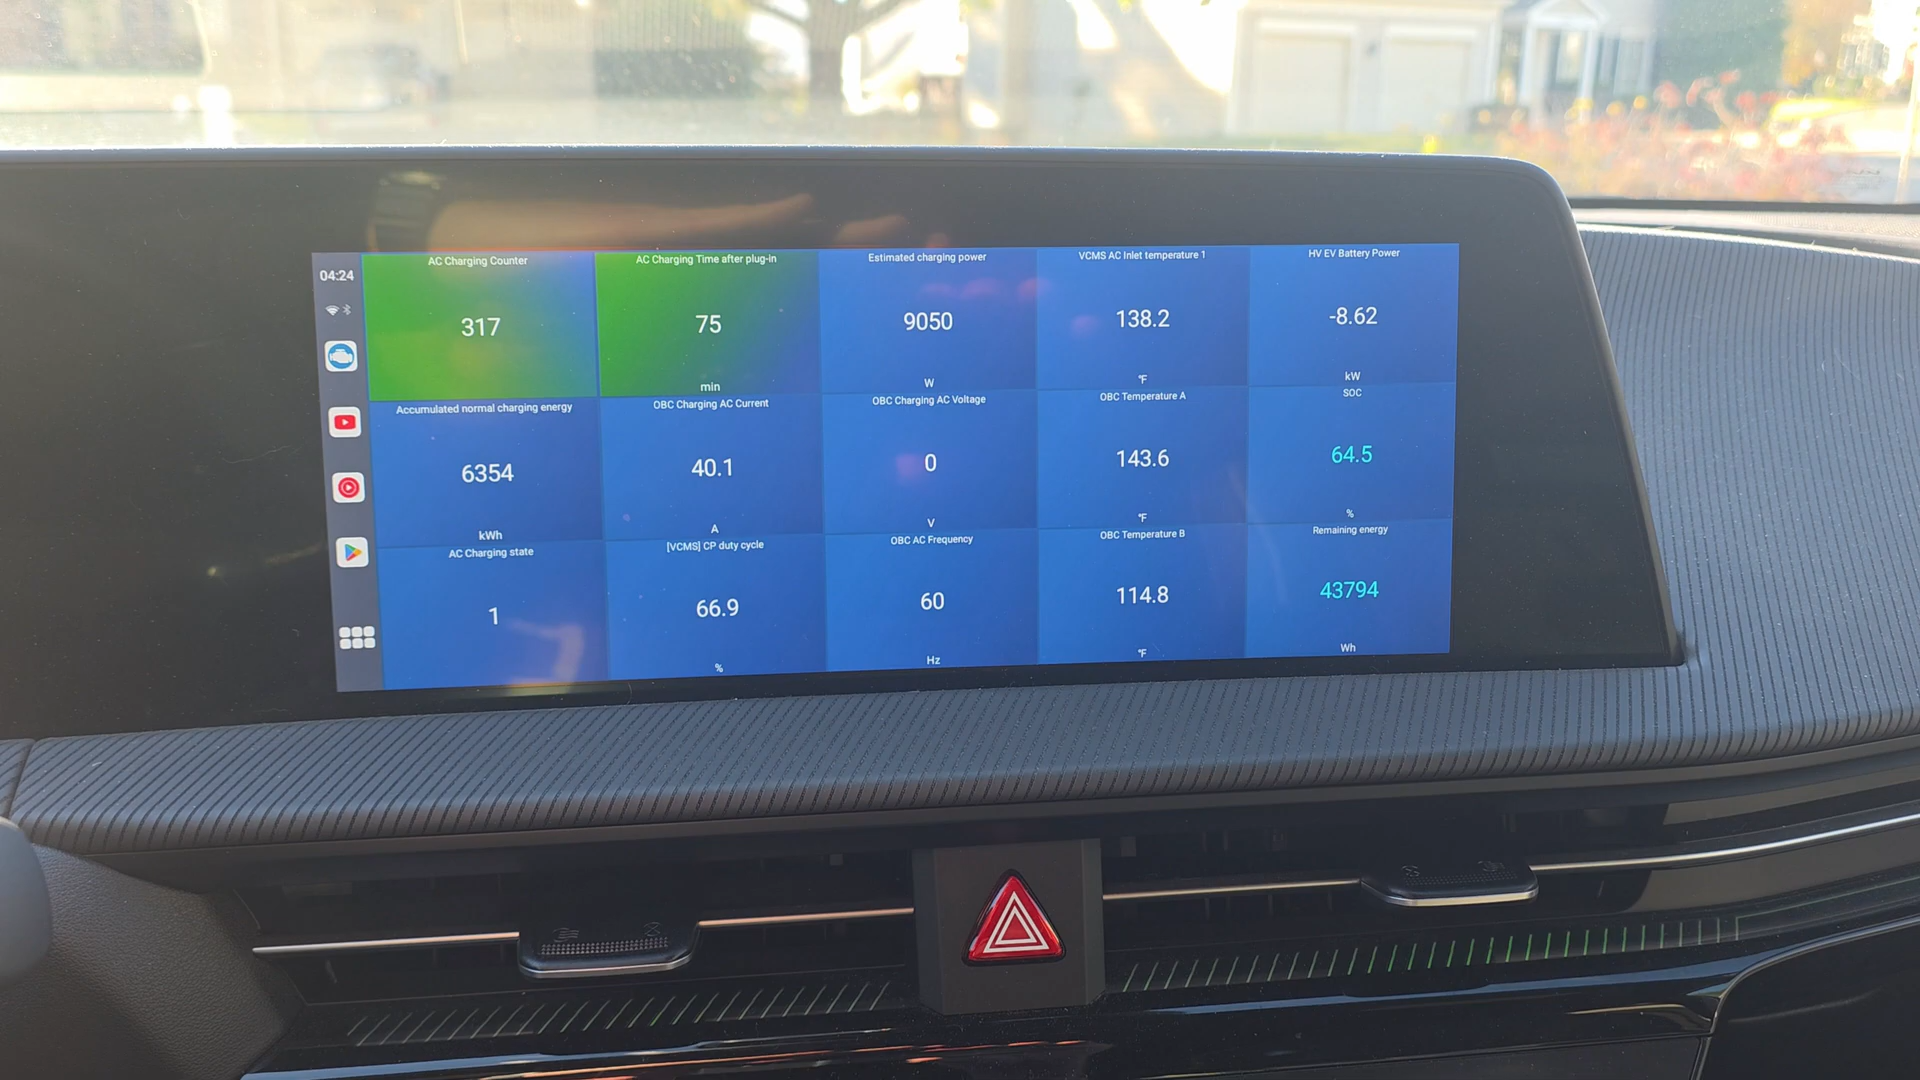 04:24
AC Charging Counter
317
AC Charging Time after plug-in
75
min
Estimated charging power
9050
W
VCMS AC Inlet temperature 1
138.2
°F
HV EV Battery Power
-8.62
kW
Accumulated normal charging energy
6354
kWh
OBC Charging AC Current
40.1
A
OBC Charging AC Voltage
0
V
OBC Temperature A
143.6
°F
SOC
64.5
%
AC Charging state
1
[VCMS] CP duty cycle
66.9
%
OBC AC Frequency
60
Hz
OBC Temperature B
114.8
°F
Remaining energy
43794
Wh